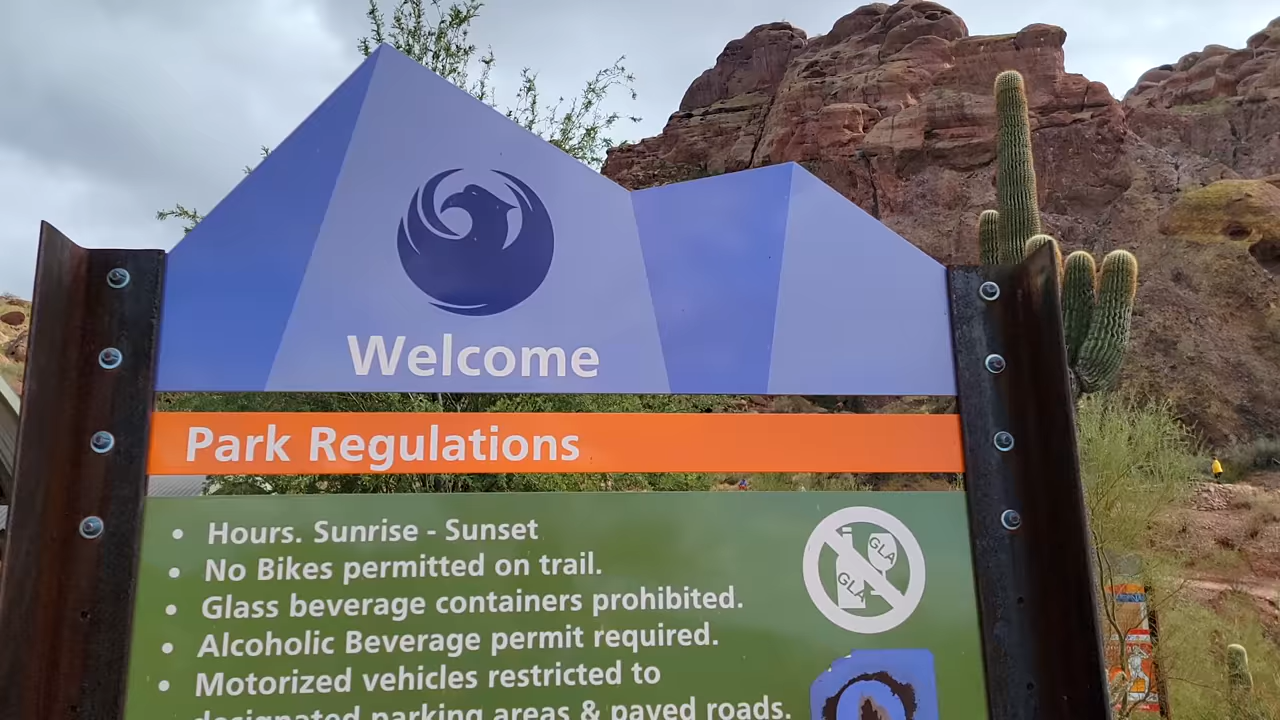 Welcome
Park Regulations
• Hours. Sunrise - Sunset
• No Bikes permitted on trail.
• Glass beverage containers prohibited.
• Alcoholic Beverage permit required.
• Motorized vehicles restricted to
designated parking areas & paved roads.
GLA
GLA